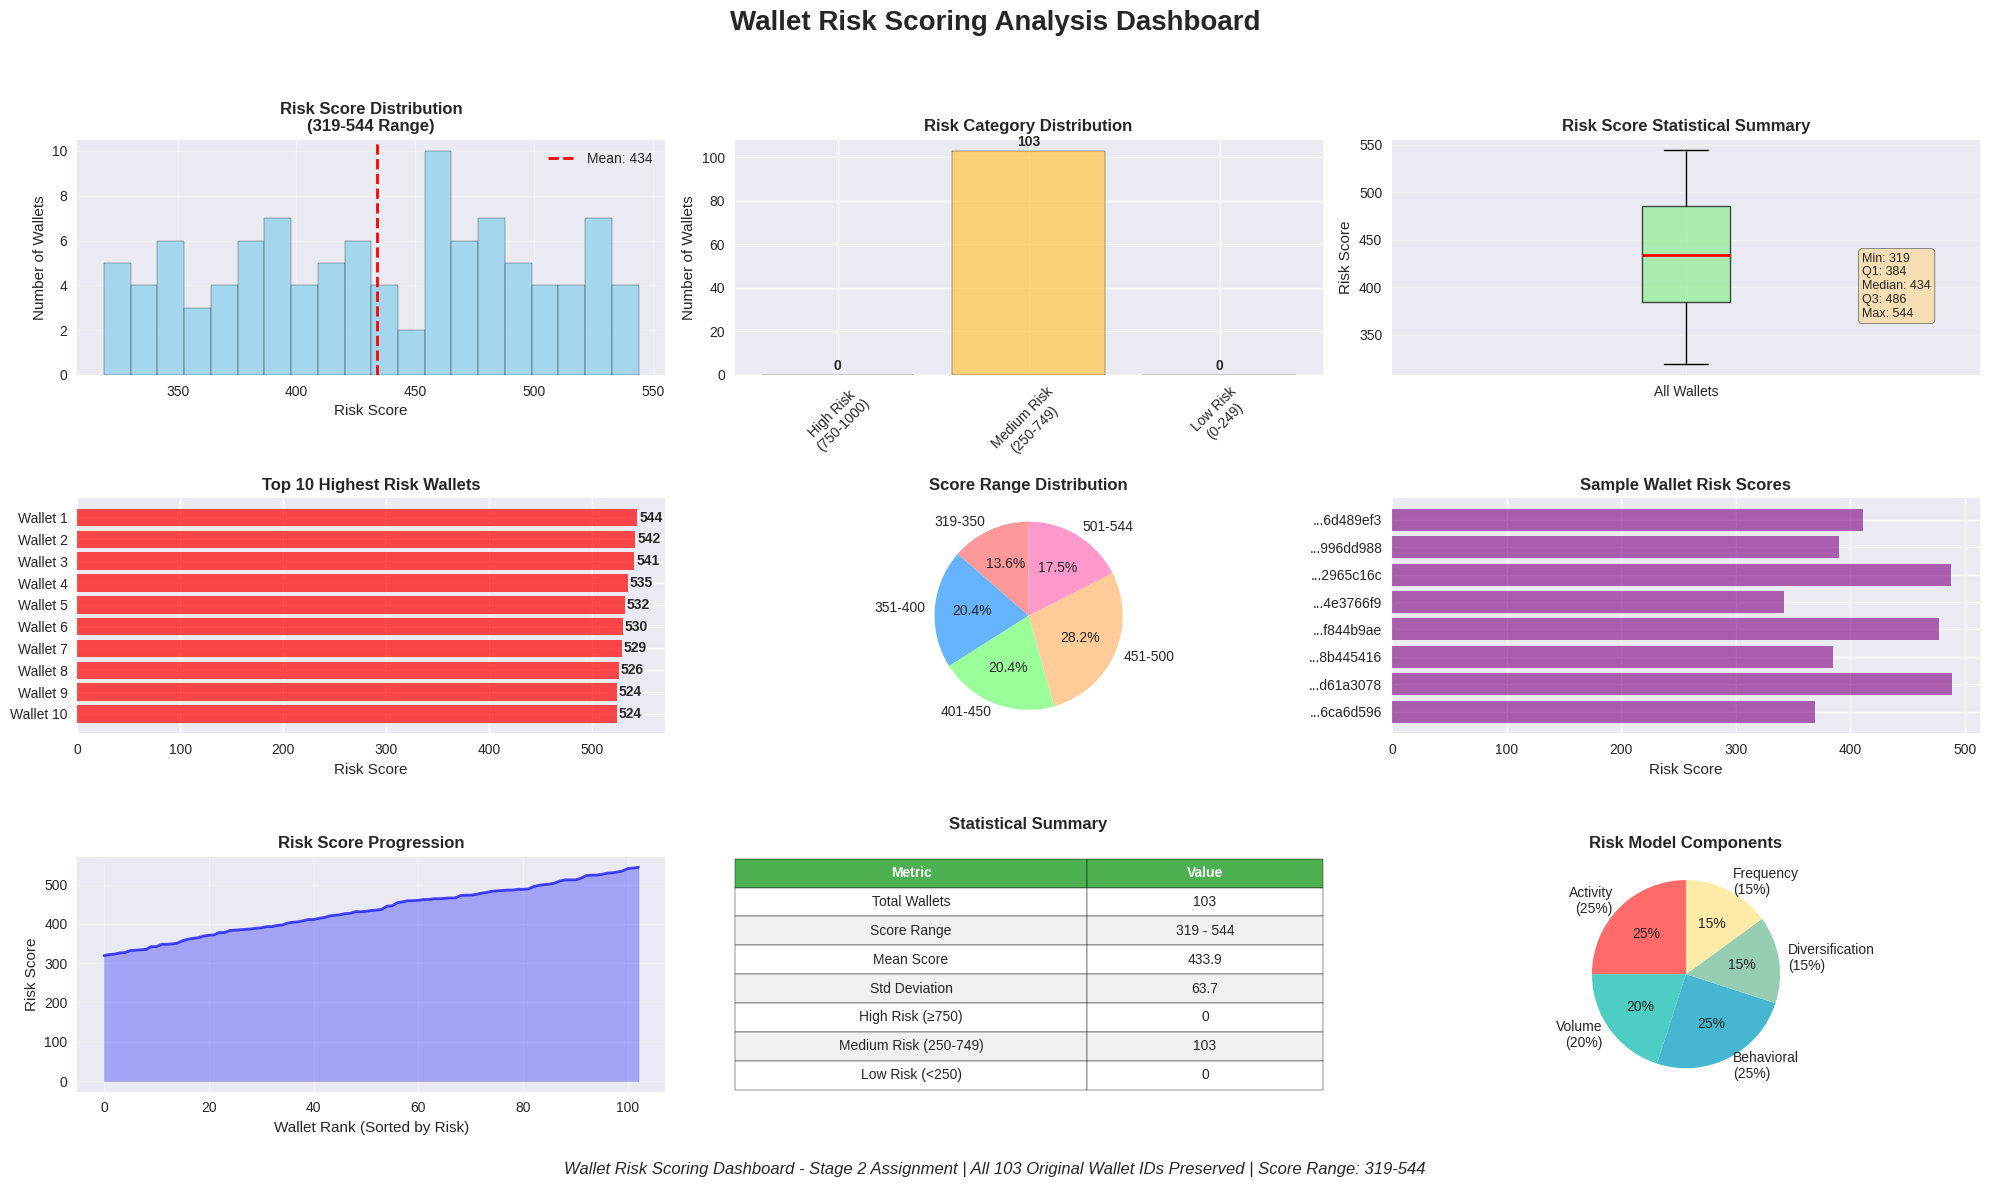 Wallet Risk Scoring Analysis Dashboard
Risk Score Distribution
(319-544 Range)
Number of Wallets
10
8
6
4
2
0
Mean: 434
350
400
450
500
550
Risk Score
Risk Category Distribution
Number of Wallets
100
80
60
40
20
0
0
103
0
High Risk
(750-1000)
Medium Risk
(250-749)
Low Risk
(0-249)
Risk Score Statistical Summary
Risk Score
550
500
450
400
350
Min: 319
Q1: 384
Median: 434
Q3: 486
Max: 544
All Wallets
Top 10 Highest Risk Wallets
Wallet 1 544
Wallet 2 542
Wallet 3 541
Wallet 4 535
Wallet 5 532
Wallet 6 530
Wallet 7 529
Wallet 8 526
Wallet 9 524
Wallet 10 524
0
100
200
300
400
500
Risk Score
Score Range Distribution
319-350
13.6%
351-400
20.4%
401-450
20.4%
451-500
28.2%
501-544
17.5%
Sample Wallet Risk Scores
...6d489ef3
...996dd988
...2965c16c
...4e3766f9
...f844b9ae
...8b445416
...d61a3078
...6ca6d596
0
100
200
300
400
500
Risk Score
Risk Score Progression
Risk Score
500
400
300
200
100
0
0
20
40
60
80
100
Wallet Rank (Sorted by Risk)
Statistical Summary
Metric Value
Total Wallets 103
Score Range 319 - 544
Mean Score 433.9
Std Deviation 63.7
High Risk (≥750) 0
Medium Risk (250-749) 103
Low Risk (<250) 0
Risk Model Components
Activity
(25%)
25%
Volume
(20%)
20%
Behavioral
(25%)
25%
Diversification
(15%)
15%
Frequency
(15%)
15%
Wallet Risk Scoring Dashboard - Stage 2 Assignment | All 103 Original Wallet IDs Preserved | Score Range: 319-544